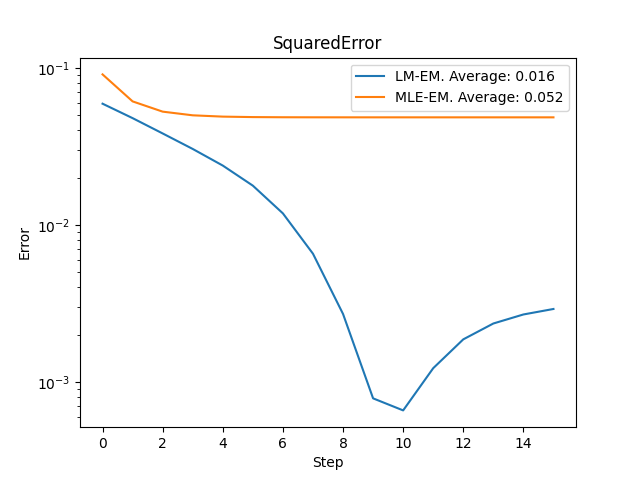 SquaredError
LM-EM. Average: 0.016
MLE-EM. Average: 0.052
10⁻¹
10⁻²
10⁻³
Error
0 2 4 6 8 10 12 14
Step